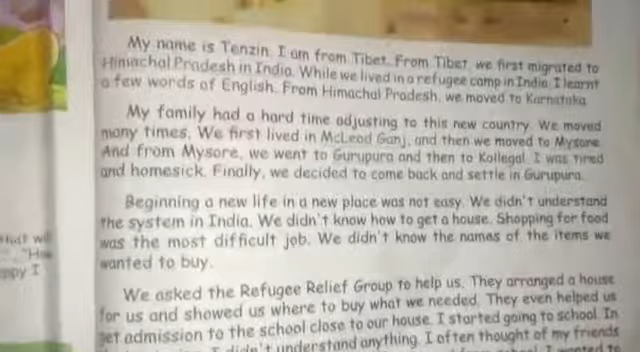 My name is Tenzin. I am from Tibet. From Tibet, we first migrated to
Himachal Pradesh in India. While we lived in a refugee camp in India I learnt
a few words of English. From Himachal Pradesh, we moved to Karnataka.
My family had a hard time adjusting to this new country. We moved
many times. We first lived in McLeod Ganj, and then we moved to Mysore.
And from Mysore, we went to Gurupura and then to Kollegal. I was tired
and homesick. Finally, we decided to come back and settle in Gurupura.
Beginning a new life in a new place was not easy. We didn't understand
the system in India. We didn't know how to get a house. Shopping for food
was the most difficult job. We didn't know the names of the items we
wanted to buy.
We asked the Refugee Relief Group to help us. They arranged a house
for us and showed us where to buy what we needed. They even helped us
get admission to the school close to our house. I started going to school. In
didn't understand anything. I often thought of my friends
I wanted to